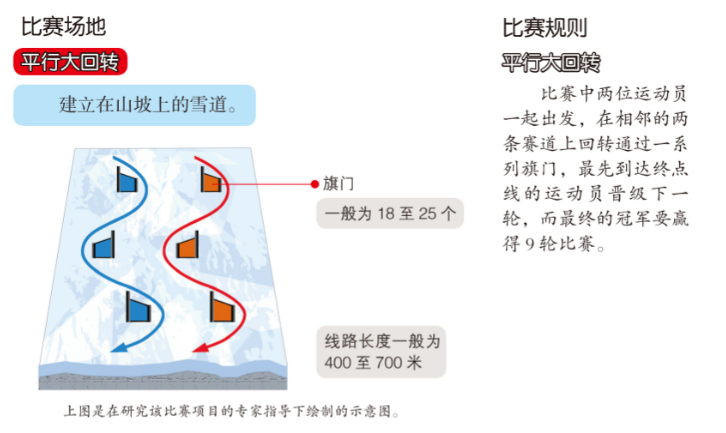 比赛场地
平行大回转
建立在山坡上的雪道。
旗门
一般为 18 至 25 个
线路长度一般为
400 至 700 米
上图是在研究该比赛项目的专家指导下绘制的示意图。
比赛规则
平行大回转
比赛中两位运动员
一起出发，在相邻的两
条赛道上回转通过一系
列旗门，最先到达终点
线的运动员晋级下一
轮，而最终的冠军要赢
得 9 轮比赛。